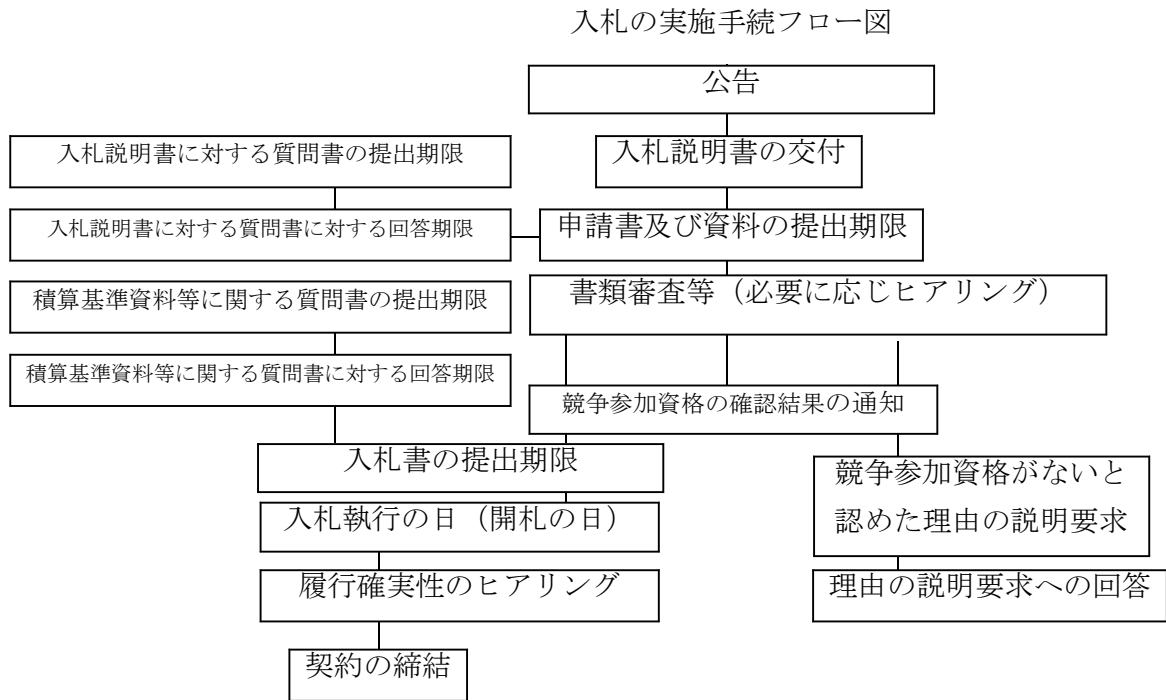 入札の実施手続フロー図
公告
入札説明書に対する質問書の提出期限
入札説明書の交付
入札説明書に対する質問書に対する回答期限
申請書及び資料の提出期限
積算基準資料等に関する質問書の提出期限
書類審査等（必要に応じヒアリング）
積算基準資料等に関する質問書に対する回答期限
競争参加資格の確認結果の通知
入札書の提出期限
競争参加資格がないと
認めた理由の説明要求
入札執行の日（開札の日）
履行確実性のヒアリング
理由の説明要求への回答
契約の締結